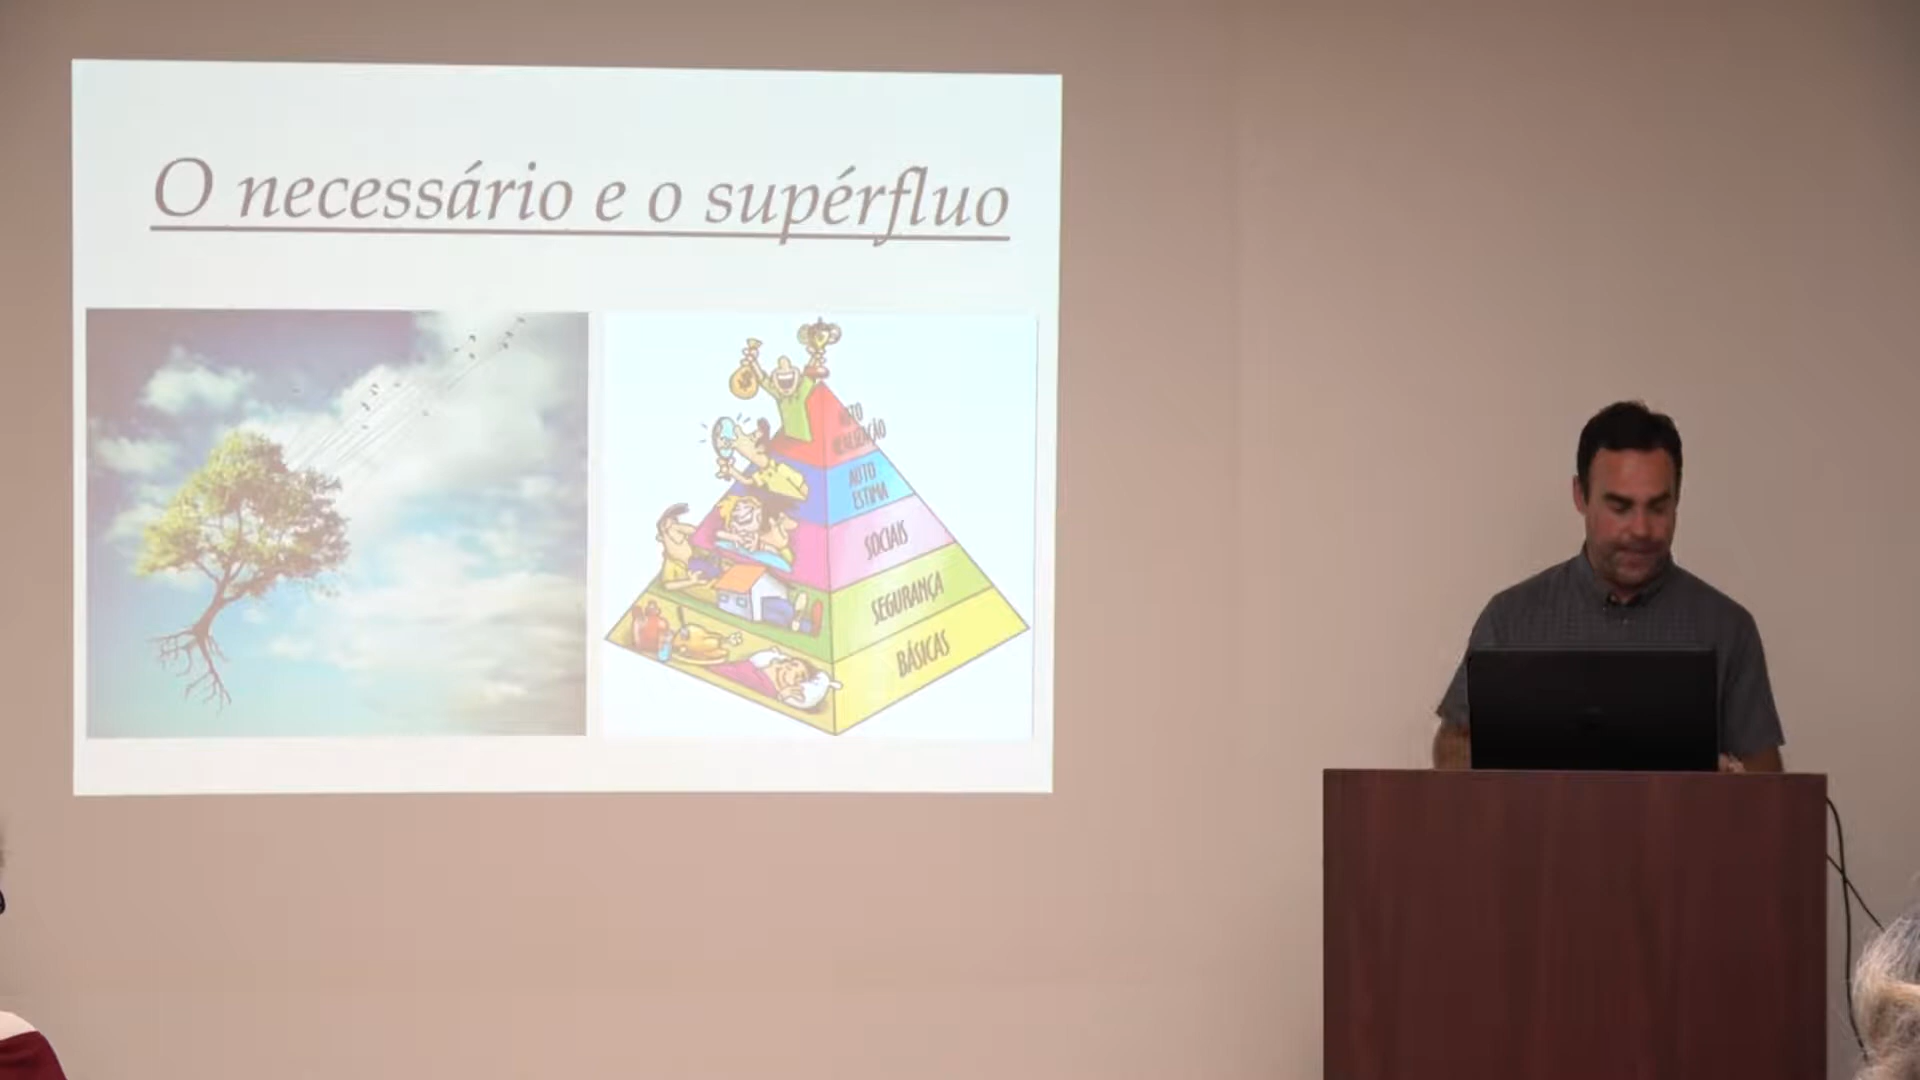 O necessário e o supérfluo
AUTO
REALIZAÇÃO
AUTO
ESTIMA
SOCIAIS
SEGURANÇA
BÁSICAS